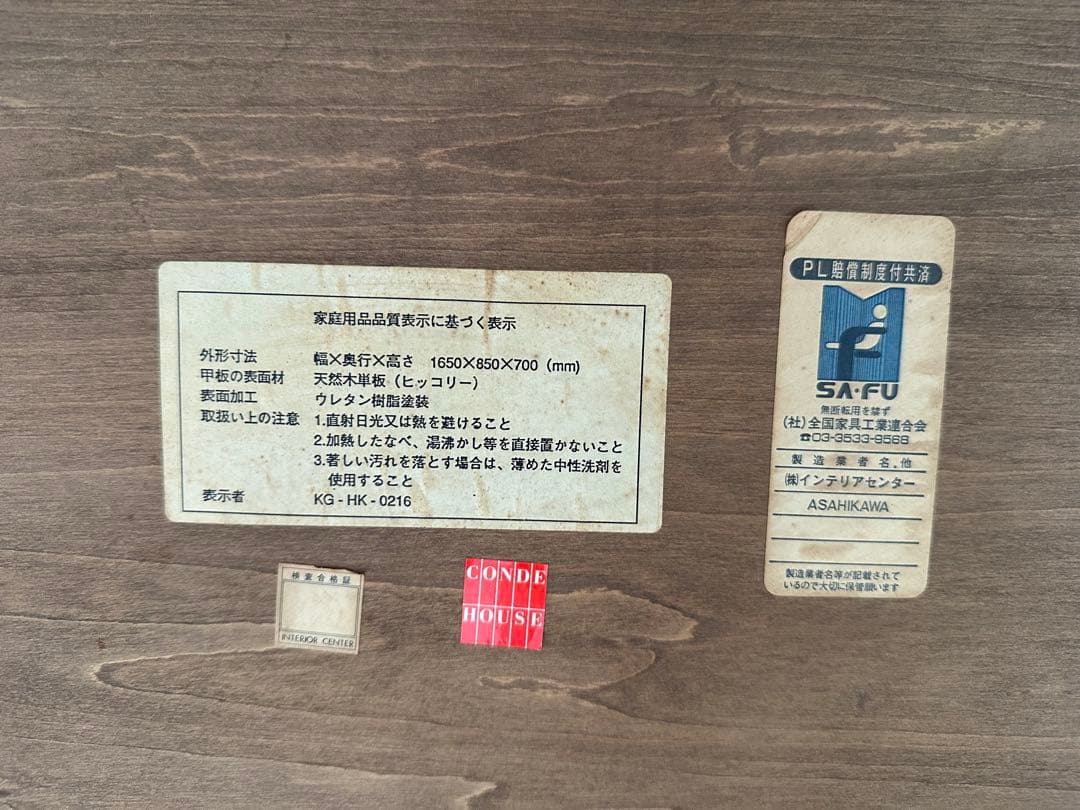 家庭用品品質表示に基づく表示
外形寸法 幅×奥行×高さ 1650×850×700(mm)
甲板の表面材 天然木単板(ヒッコリー)
表面加工 ウレタン樹脂塗装
取扱い上の注意 1.直射日光又は熱を避けること
2.加熱したなべ、湯沸かし等を直接置かないこと
3.著しい汚れを落とす場合は、薄めた中性洗剤を
使用すること
表示者 KG-HK-0216
検査合格証
INTERIOR CENTER
CONDE
HOUSE
PL賠償制度付共済
SA・FU
無断転用を禁ず
(社)全国家具工業連合会
☎03-3533-9568
製造業者名.他
㈱インテリアセンター
ASAHIKAWA
製造業者名等が記載されて
いるので大切に保管願います